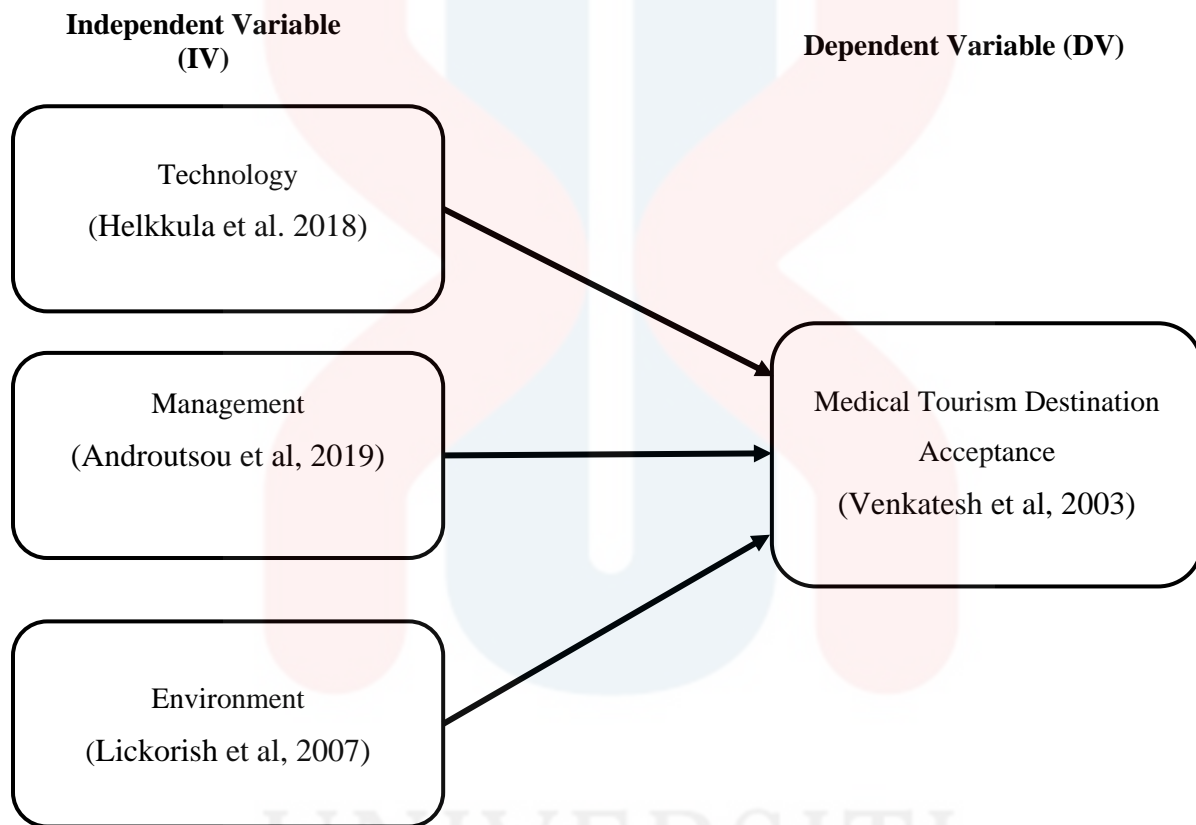 Independent Variable
(IV)
Dependent Variable (DV)
Technology
(Helkkula et al. 2018)
Management
(Androutsou et al, 2019)
Environment
(Lickorish et al, 2007)
Medical Tourism Destination
Acceptance
(Venkatesh et al, 2003)
UNIVERSITI